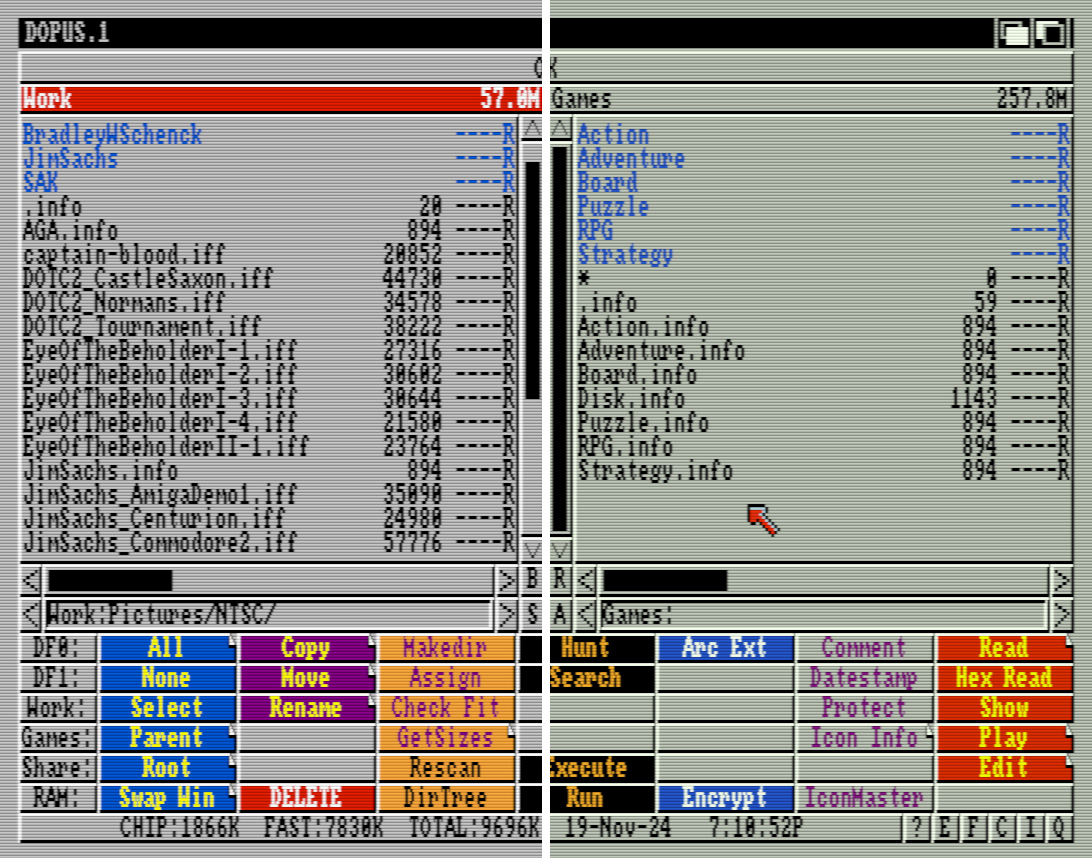 DOPUS.1
OK
Work 57.0M Games 257.8M
BradleyWSchenck ----R Action ----R
JimSachs ----R Adventure ----R
SAK ----R Board ----R
.info 20 ----R Puzzle ----R
AGA.info 894 ----R RPG ----R
captain-blood.iff 20852 ----R Strategy ----R
DOTC2_CastleSaxon.iff 44730 ----R * 0 ----R
DOTC2_Normans.iff 34578 ----R .info 59 ----R
DOTC2_Tournament.iff 38222 ----R Action.info 894 ----R
EyeOfTheBeholderI-1.iff 27316 ----R Adventure.info 894 ----R
EyeOfTheBeholderI-2.iff 30602 ----R Board.info 894 ----R
EyeOfTheBeholderI-3.iff 30644 ----R Disk.info 1143 ----R
EyeOfTheBeholderI-4.iff 21580 ----R Puzzle.info 894 ----R
EyeOfTheBeholderII-1.iff 23764 ----R RPG.info 894 ----R
JimSachs.info 894 ----R Strategy.info 894 ----R
JimSachs_AmigaDemo1.iff 35090 ----R
JimSachs_Centurion.iff 24980 ----R
JimSachs_Commodore2.iff 57776 ----R
< > B R < >
< Work:Pictures/NTSC/ > S A < Games: >
DF0: All Copy Makedir Hunt Arc Ext Comment Read
DF1: None Move Assign Search Datestamp Hex Read
Work: Select Rename Check Fit Protect Show
Games: Parent GetSizes Icon Info Play
Share: Root Rescan Execute Edit
RAM: Swap Win DELETE DirTree Run Encrypt IconMaster
CHIP:1866K FAST:7830K TOTAL:9696K 19-Nov-24 7:10:52P ? E F C I Q